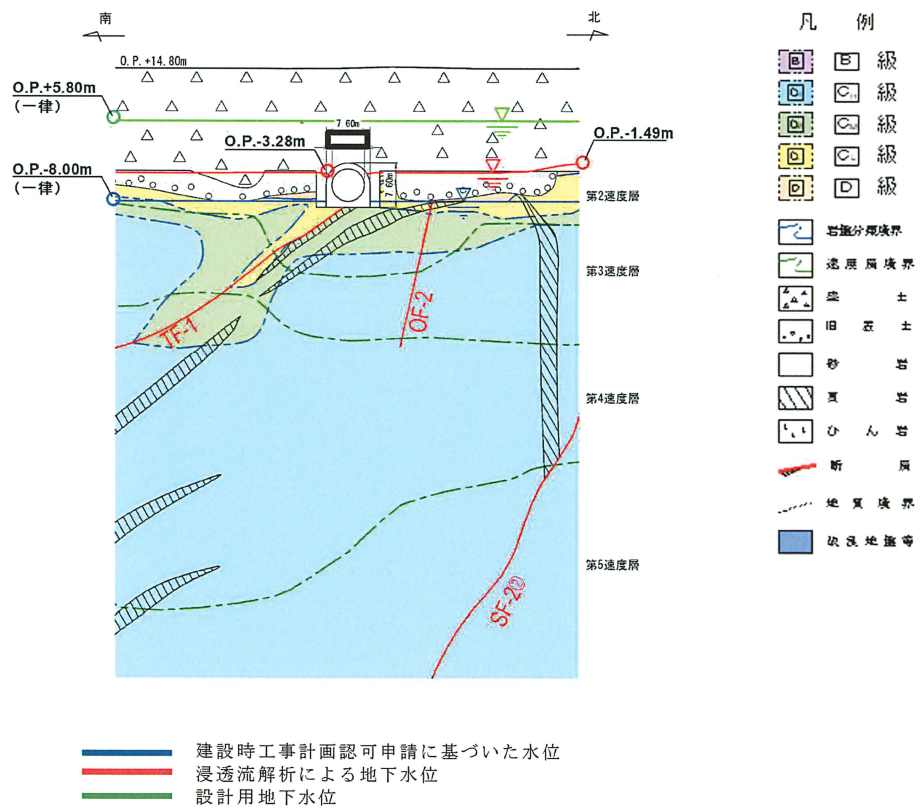 南
北
O.P.+14.80m
O.P.+5.80m
(一律)
7.60m
O.P.-3.28m
O.P.-1.49m
7.60m
O.P.-8.00m
(一律)
第2速度層
第3速度層
TF-1
OF-2
第4速度層
第5速度層
SF-2②
凡 例
B B 級
CH 級
CM 級
CL 級
D D 級
岩盤分類境界
速度層境界
盛 土
旧 表 土
砂 岩
頁 岩
ひ ん 岩
断 層
地 質 境 界
建設時工事計画認可申請に基づいた水位
浸透流解析による地下水位
設計用地下水位